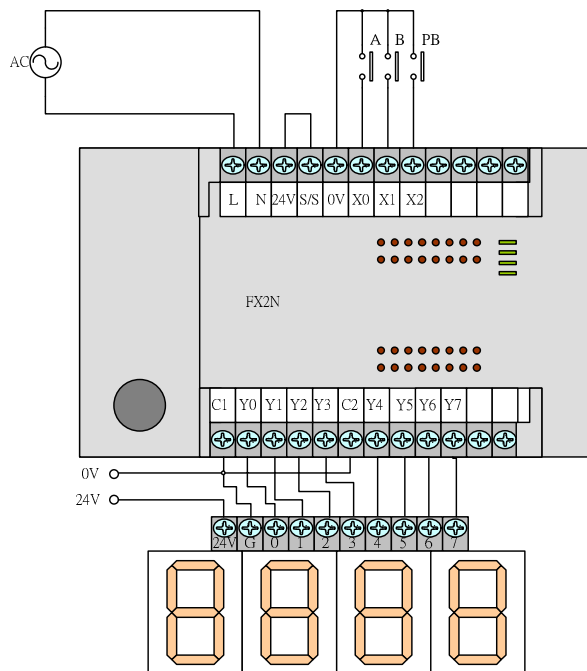 A B PB
AC
L N 24V S/S 0V X0 X1 X2
FX2N
C1 Y0 Y1 Y2 Y3 C2 Y4 Y5 Y6 Y7
0V
24V
24V G 0 1 2 3 4 5 6 7